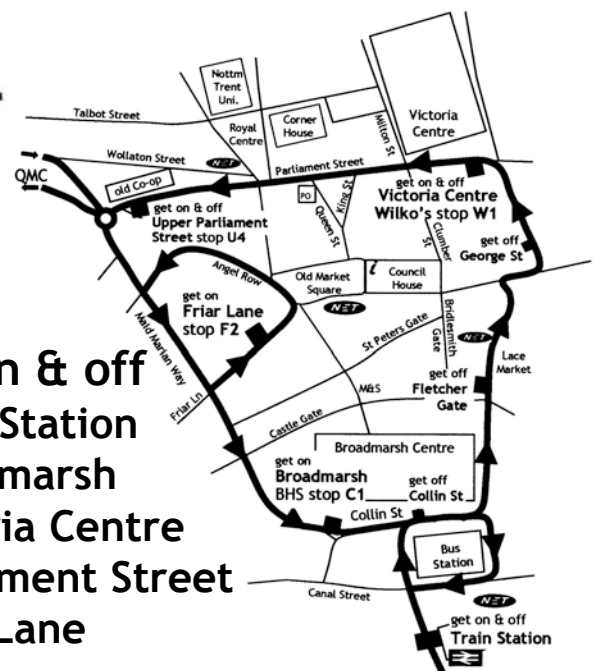 Nottm
Trent
Uni.
Talbot Street
Corner
House
Royal
Centre
Milton St
Victoria
Centre
Wollaton Street
NET
Parliament Street
QMC
old Co-op
PO
King St
Queen St
get on & off
Victoria Centre
Wilko's stop W1
get on & off
Upper Parliament
Street stop U4
Clumber
St
get off
George St
Angel Row
Old Market
Square
i
Council
House
get on
Friar Lane
stop F2
NET
Maid Marian Way
St Peters Gate
Bridlesmith
Gate
NET
Lace
Market
get off
Fletcher
Gate
Friar Ln
M&S
Castle Gate
n & off
Station
dmarsh
ria Centre
ament Street
Lane
Broadmarsh Centre
get on
Broadmarsh
BHS stop C1
get off
Collin St
Collin St
Bus
Station
Canal Street
NET
get on & off
Train Station